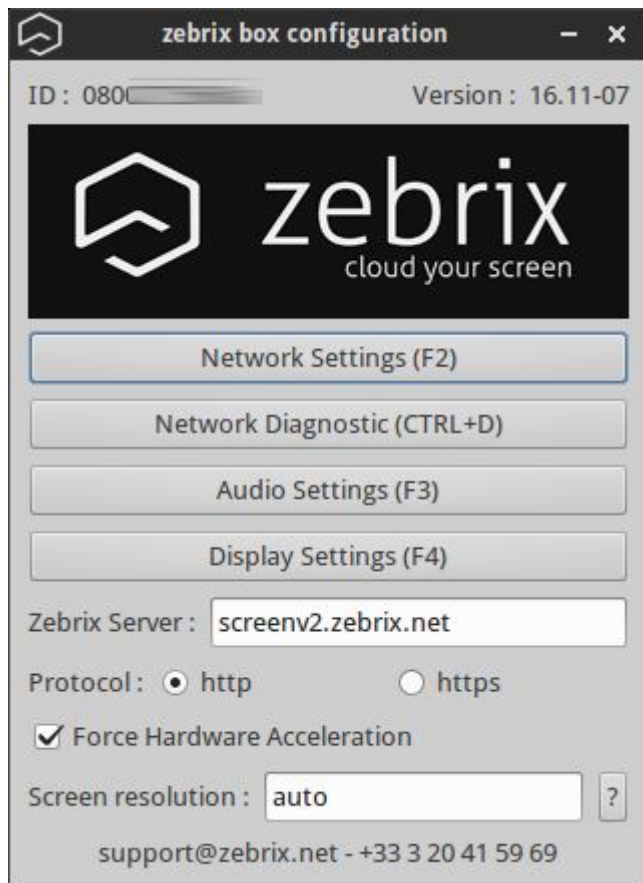 zebrix box configuration
ID : 080 Version : 16.11-07
zebrix
cloud your screen
Network Settings (F2)
Network Diagnostic (CTRL+D)
Audio Settings (F3)
Display Settings (F4)
Zebrix Server : screenv2.zebrix.net
Protocol : http https
Force Hardware Acceleration
Screen resolution : auto ?
support@zebrix.net - +33 3 20 41 59 69